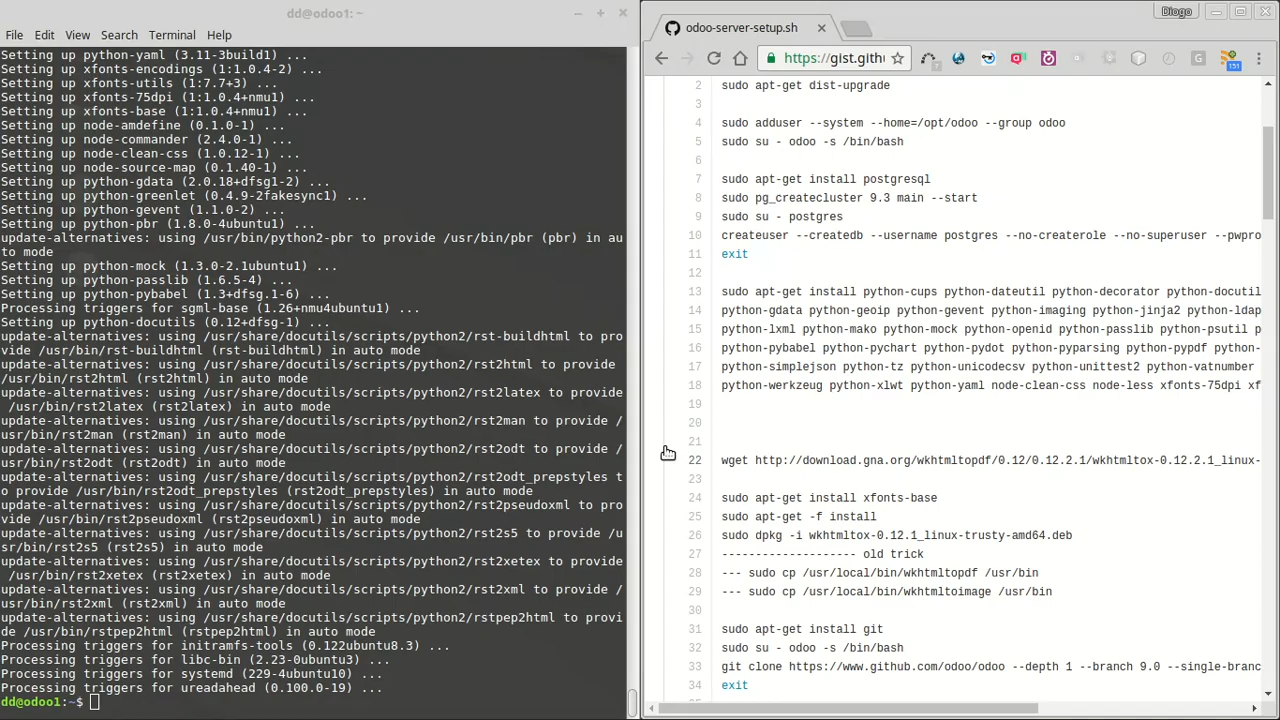 dd@odoo1: ~
File Edit View Search Terminal Help
Setting up python-yaml (3.11-3build1) ...
Setting up xfonts-encodings (1:1.0.4-2) ...
Setting up xfonts-utils (1:7.7+3) ...
Setting up xfonts-75dpi (1:1.0.4+nmu1) ...
Setting up xfonts-base (1:1.0.4+nmu1) ...
Setting up node-amdefine (0.1.0-1) ...
Setting up node-commander (2.4.0-1) ...
Setting up node-clean-css (1.0.12-1) ...
Setting up node-source-map (0.1.40-1) ...
Setting up python-gdata (2.0.18+dfsg1-2) ...
Setting up python-greenlet (0.4.9-2fakesync1) ...
Setting up python-gevent (1.1.0-2) ...
Setting up python-pbr (1.8.0-4ubuntu1) ...
update-alternatives: using /usr/bin/python2-pbr to provide /usr/bin/pbr (pbr) in au
to mode
Setting up python-mock (1.3.0-2.1ubuntu1) ...
Setting up python-passlib (1.6.5-4) ...
Setting up python-pybabel (1.3+dfsg.1-6) ...
Processing triggers for sgml-base (1.26+nmu4ubuntu1) ...
Setting up python-docutils (0.12+dfsg-1) ...
update-alternatives: using /usr/share/docutils/scripts/python2/rst-buildhtml to pro
vide /usr/bin/rst-buildhtml (rst-buildhtml) in auto mode
update-alternatives: using /usr/share/docutils/scripts/python2/rst2html to provide
/usr/bin/rst2html (rst2html) in auto mode
update-alternatives: using /usr/share/docutils/scripts/python2/rst2latex to provide
/usr/bin/rst2latex (rst2latex) in auto mode
update-alternatives: using /usr/share/docutils/scripts/python2/rst2man to provide /
usr/bin/rst2man (rst2man) in auto mode
update-alternatives: using /usr/share/docutils/scripts/python2/rst2odt to provide /
usr/bin/rst2odt (rst2odt) in auto mode
update-alternatives: using /usr/share/docutils/scripts/python2/rst2odt_prepstyles t
o provide /usr/bin/rst2odt_prepstyles (rst2odt_prepstyles) in auto mode
update-alternatives: using /usr/share/docutils/scripts/python2/rst2pseudoxml to pro
vide /usr/bin/rst2pseudoxml (rst2pseudoxml) in auto mode
update-alternatives: using /usr/share/docutils/scripts/python2/rst2s5 to provide /u
sr/bin/rst2s5 (rst2s5) in auto mode
update-alternatives: using /usr/share/docutils/scripts/python2/rst2xetex to provide
/usr/bin/rst2xetex (rst2xetex) in auto mode
update-alternatives: using /usr/share/docutils/scripts/python2/rst2xml to provide /
usr/bin/rst2xml (rst2xml) in auto mode
update-alternatives: using /usr/share/docutils/scripts/python2/rstpep2html to provi
de /usr/bin/rstpep2html (rstpep2html) in auto mode
Processing triggers for initramfs-tools (0.122ubuntu8.3) ...
Processing triggers for libc-bin (2.23-0ubuntu3) ...
Processing triggers for systemd (229-4ubuntu10) ...
Processing triggers for ureadahead (0.100.0-19) ...
dd@odoo1:~$
Diogo
odoo-server-setup.sh
https://gist.githu
151
2 sudo apt-get dist-upgrade
3
4 sudo adduser --system --home=/opt/odoo --group odoo
5 sudo su - odoo -s /bin/bash
6
7 sudo apt-get install postgresql
8 sudo pg_createcluster 9.3 main --start
9 sudo su - postgres
10 createuser --createdb --username postgres --no-createrole --no-superuser --pwpro
11 exit
12
13 sudo apt-get install python-cups python-dateutil python-decorator python-docutil
14 python-gdata python-geoip python-gevent python-imaging python-jinja2 python-ldap
15 python-lxml python-mako python-mock python-openid python-passlib python-psutil p
16 python-pybabel python-pychart python-pydot python-pyparsing python-pypdf python-
17 python-simplejson python-tz python-unicodecsv python-unittest2 python-vatnumber
18 python-werkzeug python-xlwt python-yaml node-clean-css node-less xfonts-75dpi xf
19
20
21
22 wget http://download.gna.org/wkhtmltopdf/0.12/0.12.2.1/wkhtmltox-0.12.2.1_linux-
23
24 sudo apt-get install xfonts-base
25 sudo apt-get -f install
26 sudo dpkg -i wkhtmltox-0.12.1_linux-trusty-amd64.deb
27 -------------------- old trick
28 --- sudo cp /usr/local/bin/wkhtmltopdf /usr/bin
29 --- sudo cp /usr/local/bin/wkhtmltoimage /usr/bin
30
31 sudo apt-get install git
32 sudo su - odoo -s /bin/bash
33 git clone https://www.github.com/odoo/odoo --depth 1 --branch 9.0 --single-branc
34 exit